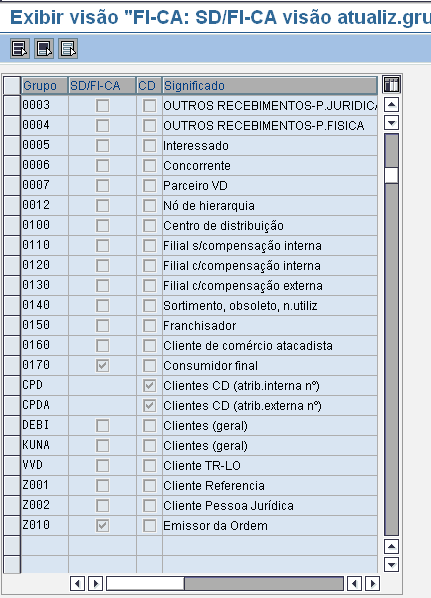 Exibir visão "FI-CA: SD/FI-CA visão atualiz.gru
Grupo SD/FI-CA CD Significado
0003 OUTROS RECEBIMENTOS-P.JURIDICA
0004 OUTROS RECEBIMENTOS-P.FISICA
0005 Interessado
0006 Concorrente
0007 Parceiro VD
0012 Nó de hierarquia
0100 Centro de distribuição
0110 Filial s/compensação interna
0120 Filial c/compensação interna
0130 Filial c/compensação externa
0140 Sortimento, obsoleto, n.utiliz
0150 Franchisador
0160 Cliente de comércio atacadista
0170 Consumidor final
CPD Clientes CD (atrib.interna nº)
CPDA Clientes CD (atrib.externa nº)
DEBI Clientes (geral)
KUNA Clientes (geral)
VVD Cliente TR-LO
Z001 Cliente Referencia
Z002 Cliente Pessoa Jurídica
Z010 Emissor da Ordem